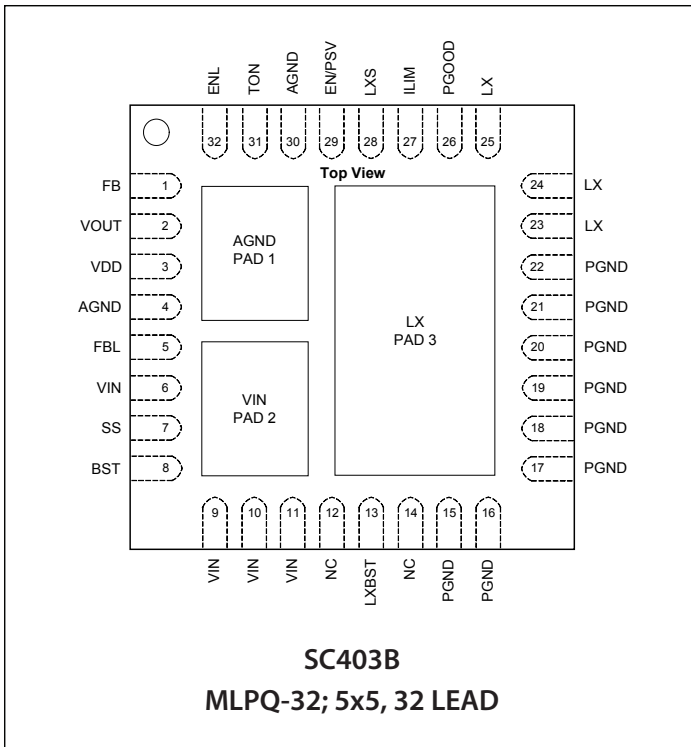 ENL TON AGND EN/PSV LXS ILIM PGOOD LX
32 31 30 29 28 27 26 25
Top View
FB 1
VOUT 2
VDD 3
AGND 4
FBL 5
VIN 6
SS 7
BST 8
AGND
PAD 1
VIN
PAD 2
LX
PAD 3
24 LX
23 LX
22 PGND
21 PGND
20 PGND
19 PGND
18 PGND
17 PGND
9 10 11 12 13 14 15 16
VIN VIN VIN NC LXBST NC PGND PGND
SC403B
MLPQ-32; 5x5, 32 LEAD